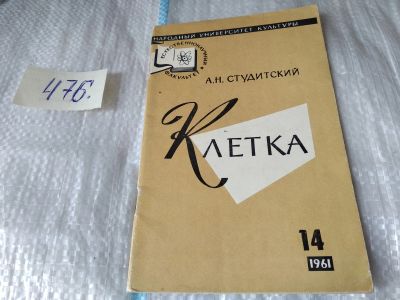 476.
НАРОДНЫЙ УНИВЕРСИТЕТ КУЛЬТУРЫ
ЕСТЕСТВЕННОНАУЧНЫЙ
ФАКУЛЬТЕТ
А.Н. СТУДИТСКИЙ
КЛЕТКА
14
1961